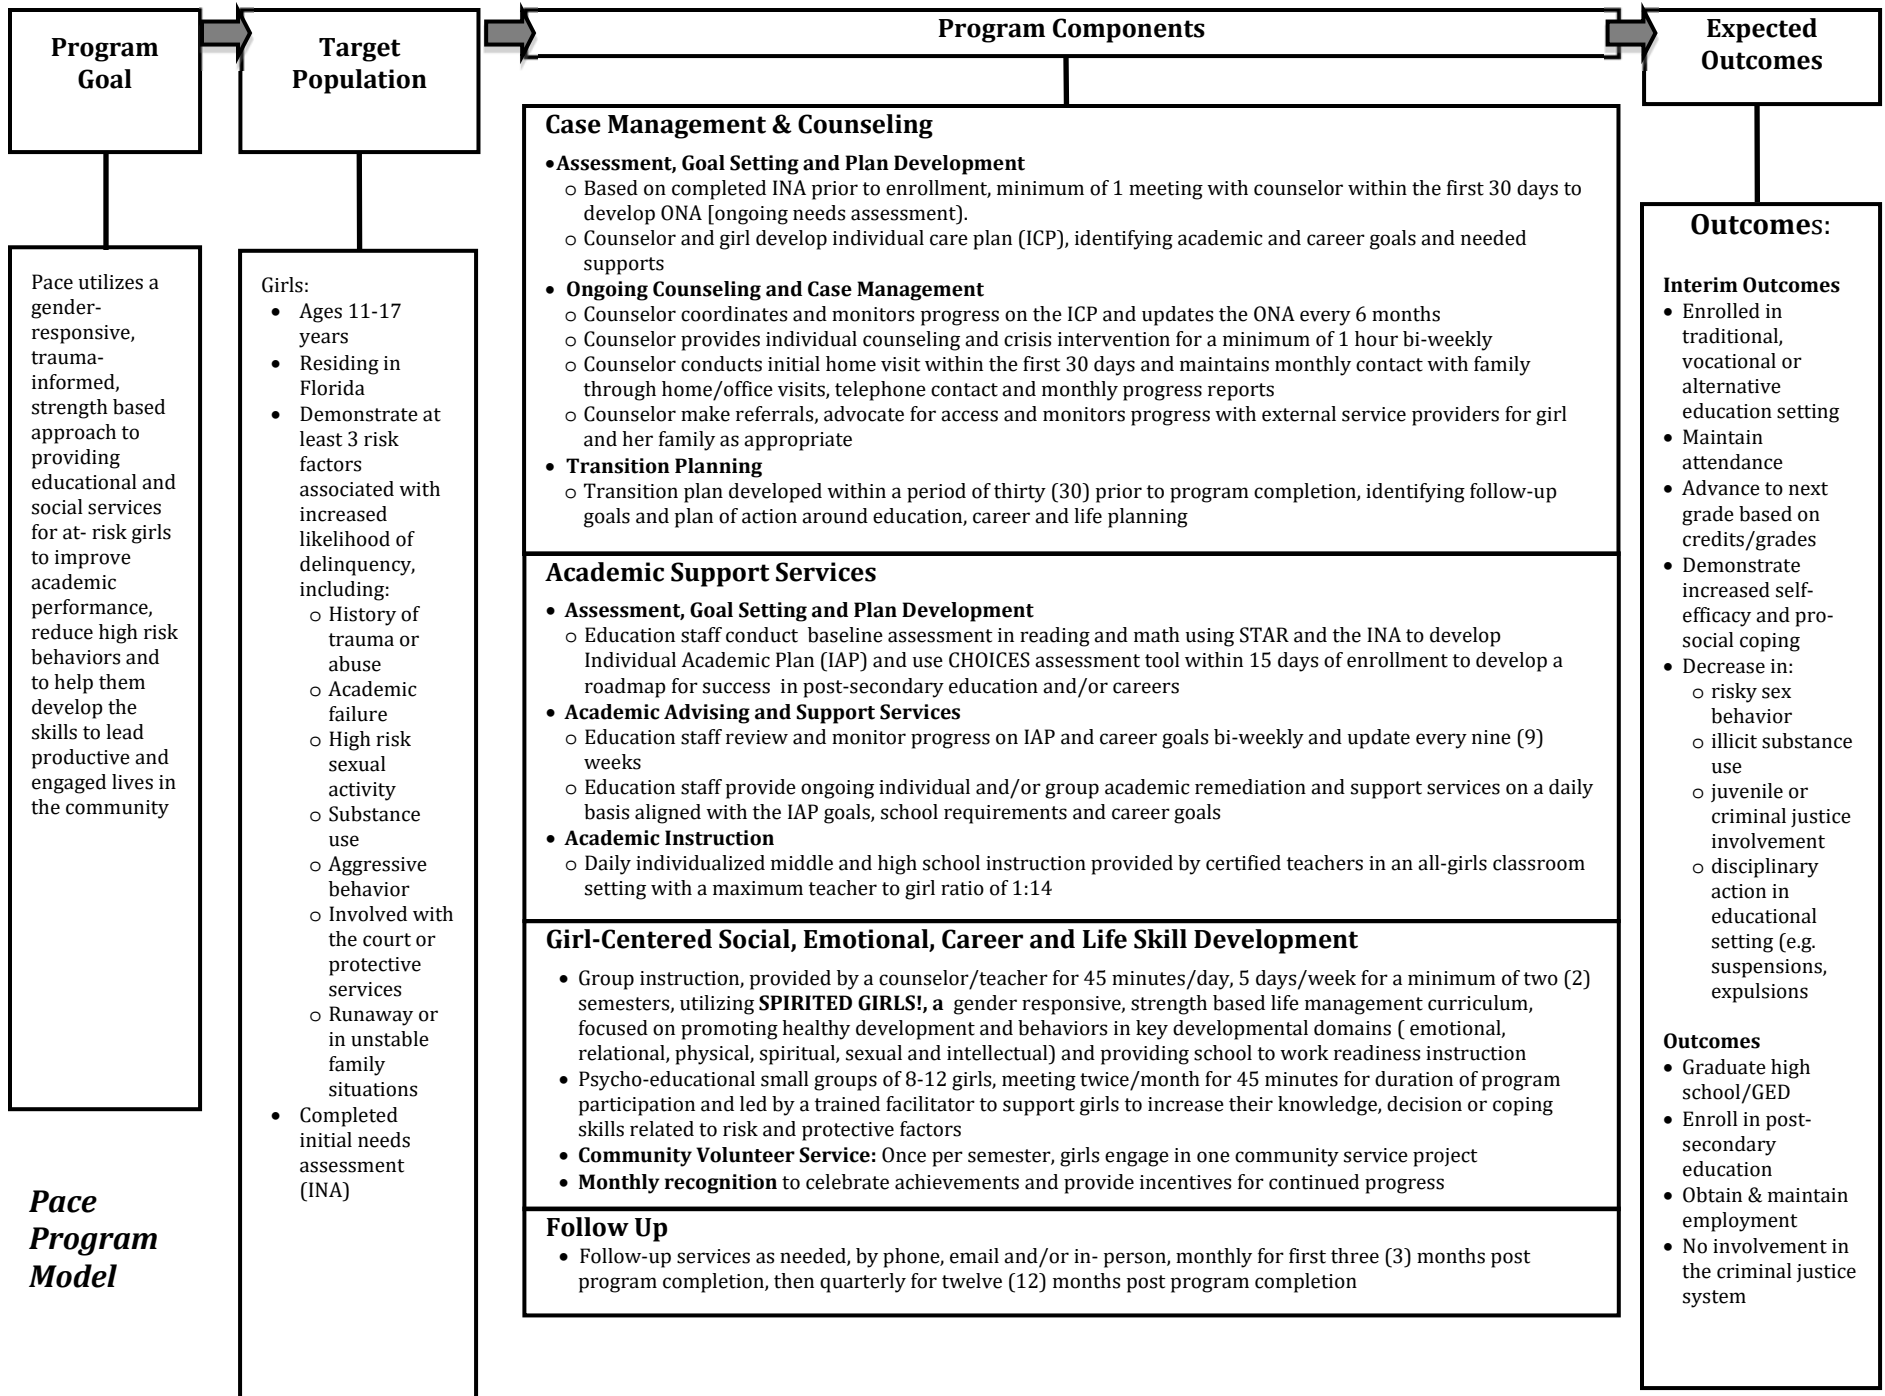 Program
Goal
Target
Population
Program Components
Expected
Outcomes
Pace utilizes a
gender-
responsive,
trauma-
informed,
strength based
approach to
providing
educational and
social services
for at- risk girls
to improve
academic
performance,
reduce high risk
behaviors and
to help them
develop the
skills to lead
productive and
engaged lives in
the community
Pace
Program
Model
Girls:
• Ages 11-17
years
• Residing in
Florida
• Demonstrate at
least 3 risk
factors
associated with
increased
likelihood of
delinquency,
including:
o History of
trauma or
abuse
o Academic
failure
o High risk
sexual
activity
o Substance
use
o Aggressive
behavior
o Involved with
the court or
protective
services
o Runaway or
in unstable
family
situations
• Completed
initial needs
assessment
(INA)
Case Management & Counseling
•Assessment, Goal Setting and Plan Development
o Based on completed INA prior to enrollment, minimum of 1 meeting with counselor within the first 30 days to
develop ONA [ongoing needs assessment).
o Counselor and girl develop individual care plan (ICP), identifying academic and career goals and needed
supports
• Ongoing Counseling and Case Management
o Counselor coordinates and monitors progress on the ICP and updates the ONA every 6 months
o Counselor provides individual counseling and crisis intervention for a minimum of 1 hour bi-weekly
o Counselor conducts initial home visit within the first 30 days and maintains monthly contact with family
through home/office visits, telephone contact and monthly progress reports
o Counselor make referrals, advocate for access and monitors progress with external service providers for girl
and her family as appropriate
• Transition Planning
o Transition plan developed within a period of thirty (30) prior to program completion, identifying follow-up
goals and plan of action around education, career and life planning
Academic Support Services
• Assessment, Goal Setting and Plan Development
o Education staff conduct baseline assessment in reading and math using STAR and the INA to develop
Individual Academic Plan (IAP) and use CHOICES assessment tool within 15 days of enrollment to develop a
roadmap for success in post-secondary education and/or careers
• Academic Advising and Support Services
o Education staff review and monitor progress on IAP and career goals bi-weekly and update every nine (9)
weeks
o Education staff provide ongoing individual and/or group academic remediation and support services on a daily
basis aligned with the IAP goals, school requirements and career goals
• Academic Instruction
o Daily individualized middle and high school instruction provided by certified teachers in an all-girls classroom
setting with a maximum teacher to girl ratio of 1:14
Girl-Centered Social, Emotional, Career and Life Skill Development
• Group instruction, provided by a counselor/teacher for 45 minutes/day, 5 days/week for a minimum of two (2)
semesters, utilizing SPIRITED GIRLS!, a gender responsive, strength based life management curriculum,
focused on promoting healthy development and behaviors in key developmental domains ( emotional,
relational, physical, spiritual, sexual and intellectual) and providing school to work readiness instruction
• Psycho-educational small groups of 8-12 girls, meeting twice/month for 45 minutes for duration of program
participation and led by a trained facilitator to support girls to increase their knowledge, decision or coping
skills related to risk and protective factors
• Community Volunteer Service: Once per semester, girls engage in one community service project
• Monthly recognition to celebrate achievements and provide incentives for continued progress
Follow Up
• Follow-up services as needed, by phone, email and/or in- person, monthly for first three (3) months post
program completion, then quarterly for twelve (12) months post program completion
Outcomes:
Interim Outcomes
• Enrolled in
traditional,
vocational or
alternative
education setting
• Maintain
attendance
• Advance to next
grade based on
credits/grades
• Demonstrate
increased self-
efficacy and pro-
social coping
• Decrease in:
o risky sex
behavior
o illicit substance
use
o juvenile or
criminal justice
involvement
o disciplinary
action in
educational
setting (e.g.
suspensions,
expulsions
Outcomes
• Graduate high
school/GED
• Enroll in post-
secondary
education
• Obtain & maintain
employment
• No involvement in
the criminal justice
system